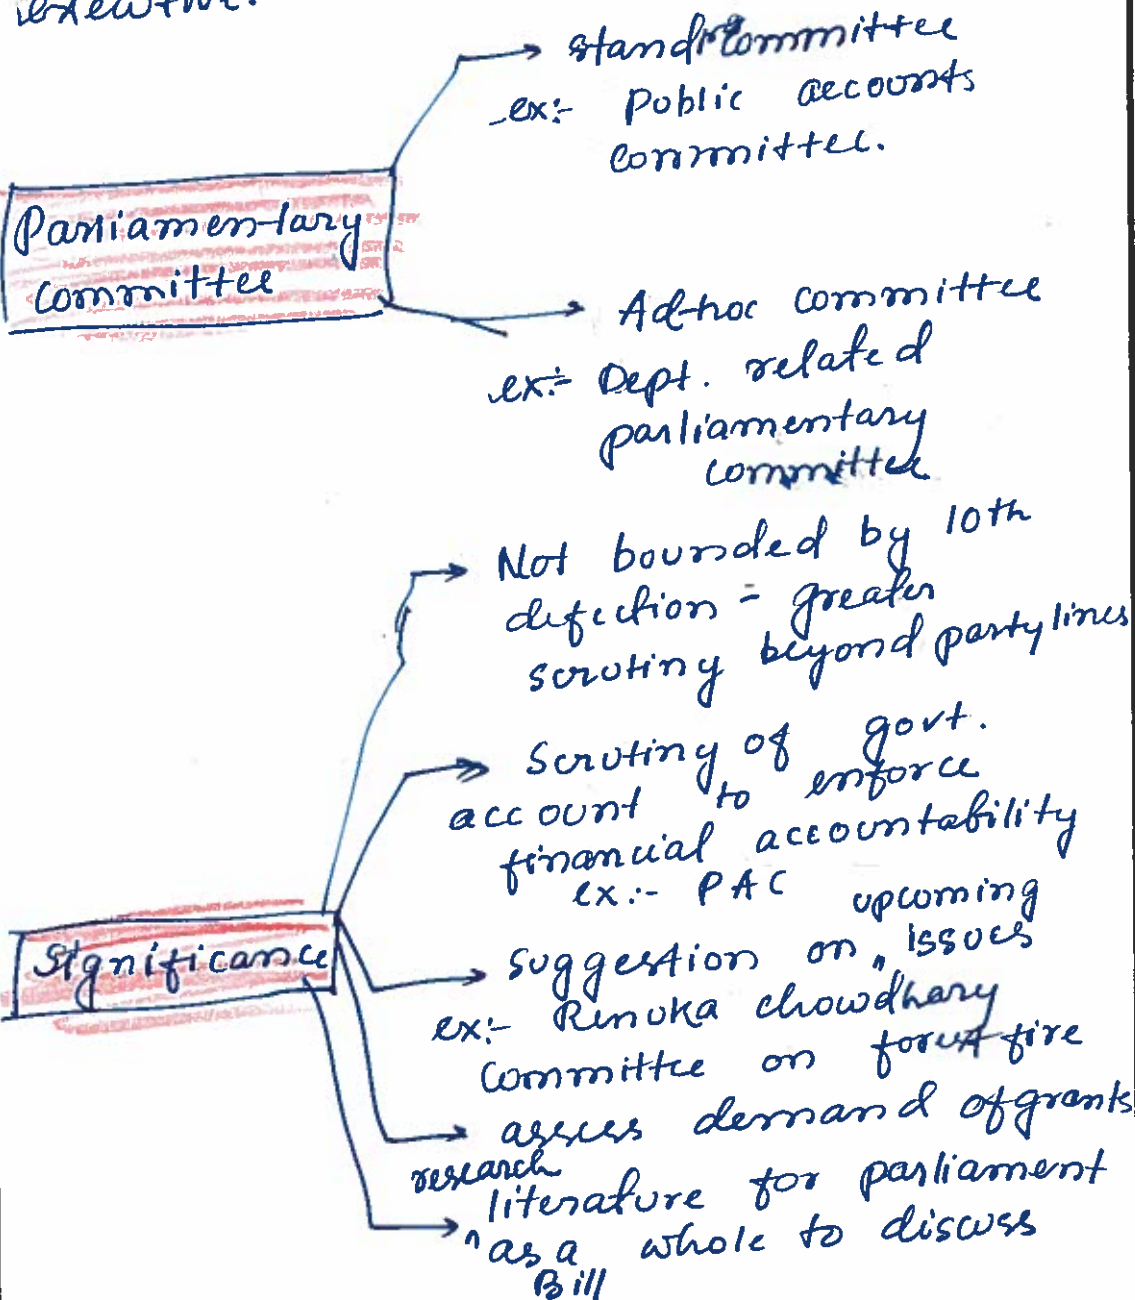 standing committee
ex:- Public accounts
committee.
Parliamentary
committee
Ad-hoc committee
ex:- Dept. related
parliamentary
committee
Not bounded by 10th
defection - greater
scrutiny beyond party lines
Scrutiny of govt.
account to enforce
financial accountability
ex:- PAC
Significance
suggestion on upcoming issues
ex:- Renuka chowdhary
committee on forest fire
assess demand of grants
research literature for parliament
as a whole to discuss
Bill